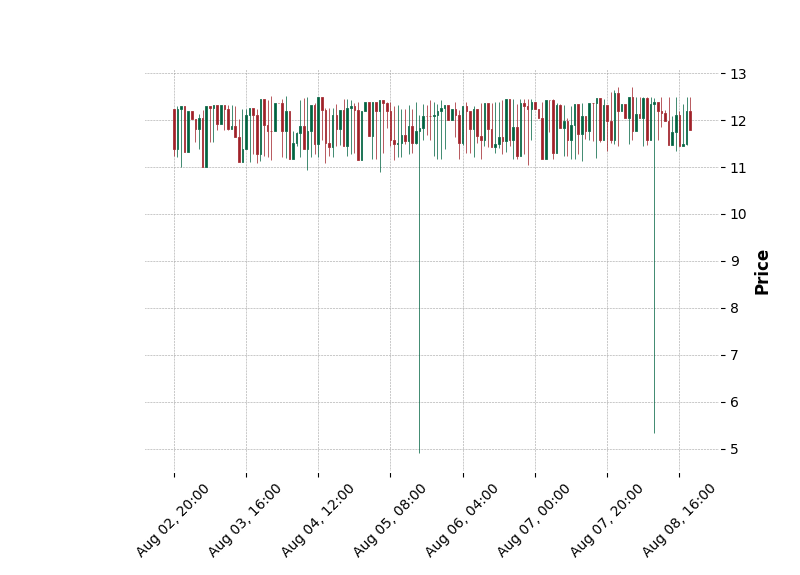 13
12
11
10
9
8
7
6
5
Price
Aug 02, 20:00
Aug 03, 16:00
Aug 04, 12:00
Aug 05, 08:00
Aug 06, 04:00
Aug 07, 00:00
Aug 07, 20:00
Aug 08, 16:00